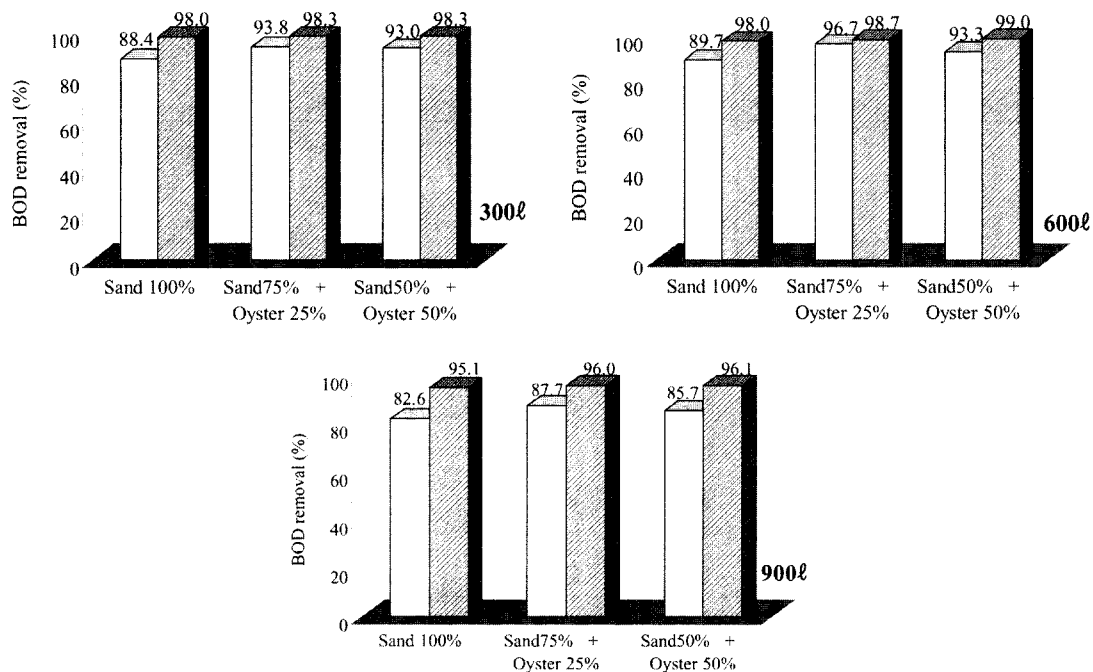 98.0 98.3 98.3
88.4 93.8 93.0
100
80
60
40
20
0
BOD removal (%)
300ℓ
Sand 100% Sand75% + Sand50% +
Oyster 25% Oyster 50%
98.0 98.7 99.0
89.7 96.7 93.3
100
80
60
40
20
0
BOD removal (%)
600ℓ
Sand 100% Sand75% + Sand50% +
Oyster 25% Oyster 50%
95.1 96.0 96.1
82.6 87.7 85.7
100
80
60
40
20
0
BOD removal (%)
900ℓ
Sand 100% Sand75% + Sand50% +
Oyster 25% Oyster 50%